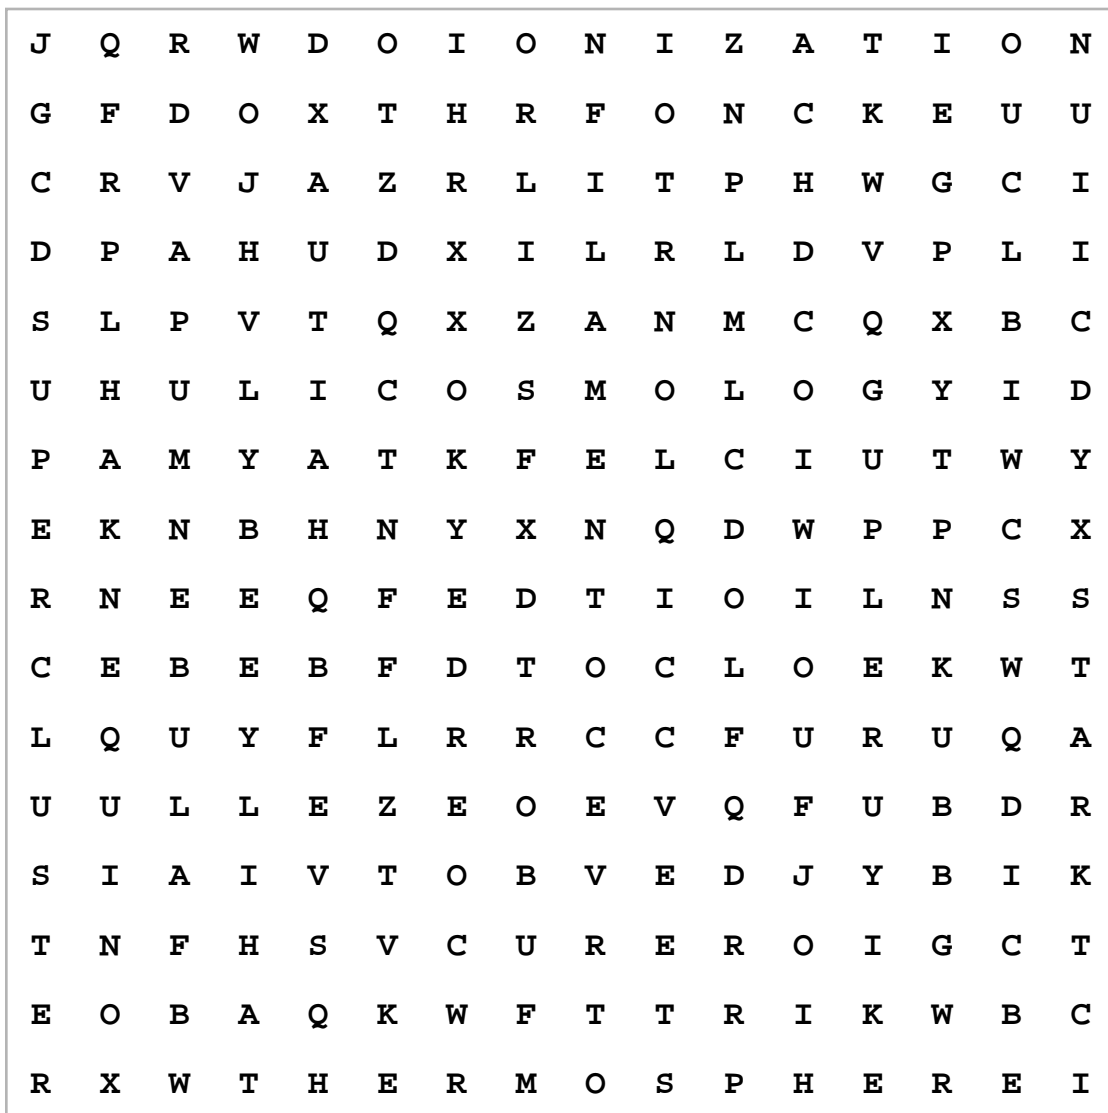 J Q R W D O I O N I Z A T I O N
G F D O X T H R F O N C K E U U
C R V J A Z R L I T P H W G C I
D P A H U D X I L R L D V P L I
S L P V T Q X Z A N M C Q X B C
U H U L I C O S M O L O G Y I D
P A M Y A T K F E L C I U T W Y
E K N B H N Y X N Q D W P P C X
R N E E Q F E D T I O I L N S S
C E B E B F D T O C L O E K W T
L Q U Y F L R R C C F U R U Q A
U U L L E Z E O E V Q F U B D R
S I A I V T O B V E D J Y B I K
T N F H S V C U R E R O I G C T
E O B A Q K W F T T R I K W B C
R X W T H E R M O S P H E R E I